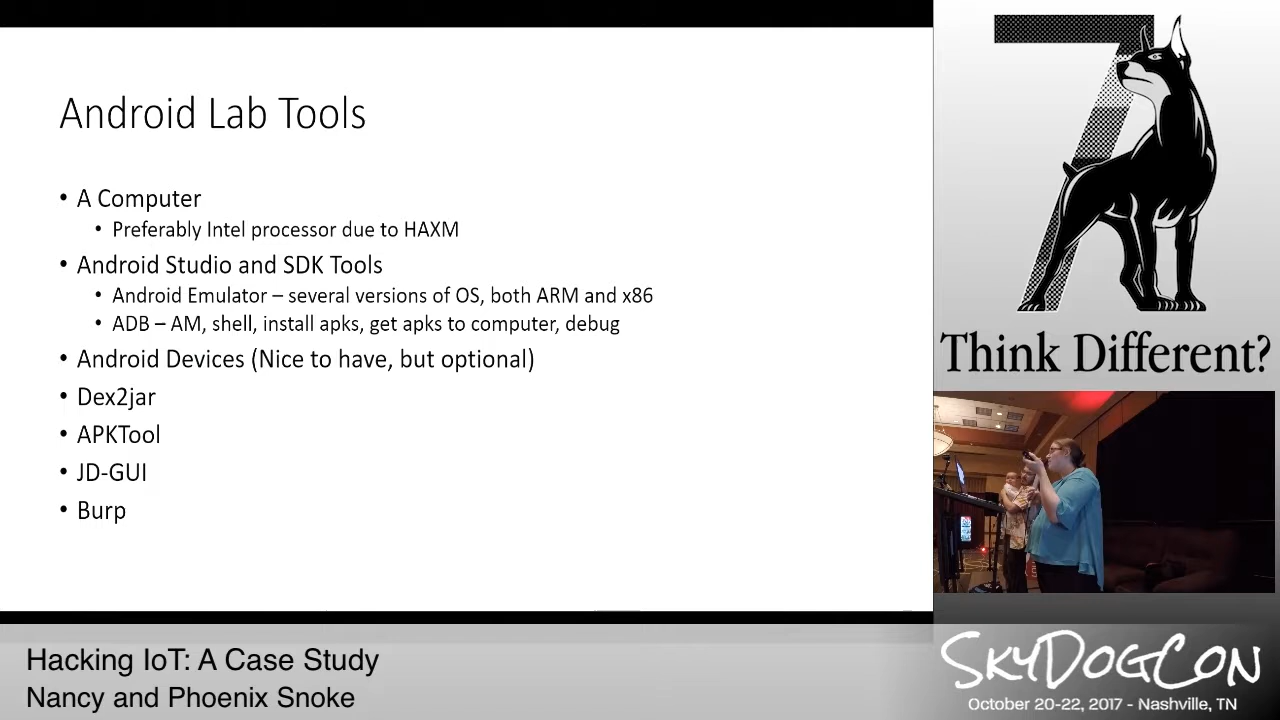 Android Lab Tools
• A Computer
• Preferably Intel processor due to HAXM
• Android Studio and SDK Tools
• Android Emulator – several versions of OS, both ARM and x86
• ADB – AM, shell, install apks, get apks to computer, debug
• Android Devices (Nice to have, but optional)
• Dex2jar
• APKTool
• JD-GUI
• Burp
7
Think Different?
Hacking IoT: A Case Study
Nancy and Phoenix Snoke
SKYDOGCON
October 20-22, 2017 - Nashville, TN